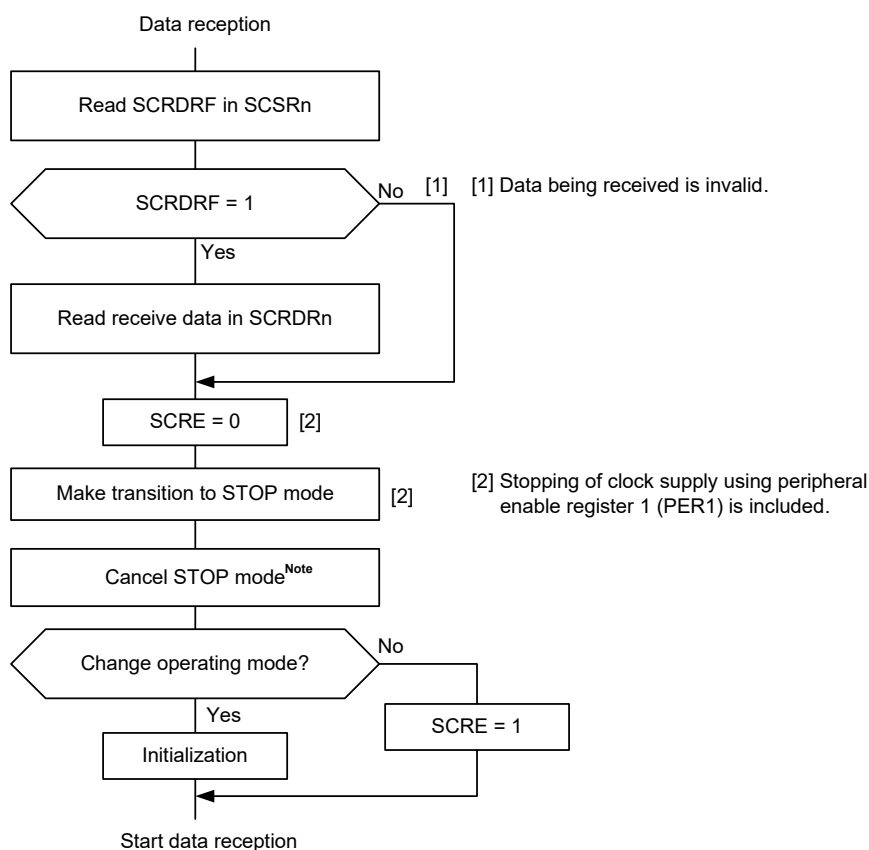 Data reception
Read SCRDRF in SCSRn
SCRDRF = 1
No
[1]
[1] Data being received is invalid.
Yes
Read receive data in SCRDRn
SCRE = 0
[2]
Make transition to STOP mode
[2]
[2] Stopping of clock supply using peripheral
enable register 1 (PER1) is included.
Cancel STOP modeNote
Change operating mode?
No
Yes
SCRE = 1
Initialization
Start data reception